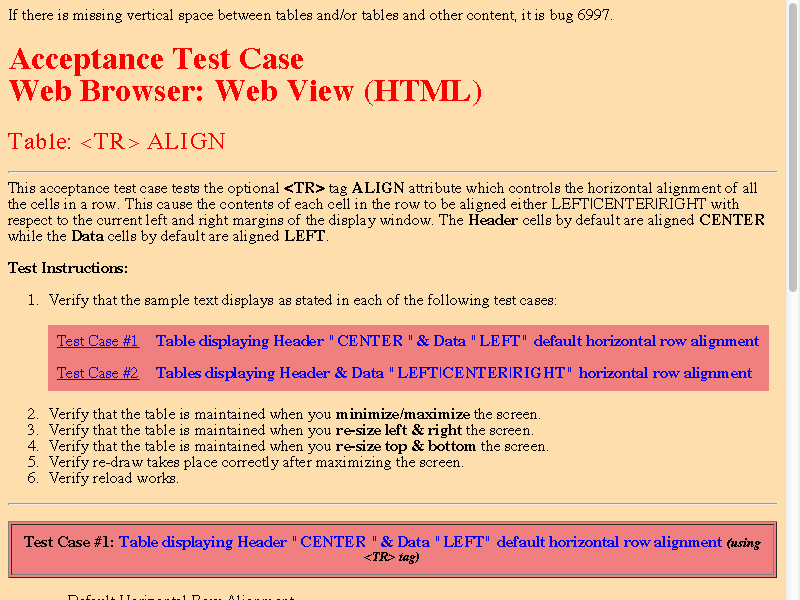 If there is missing vertical space between tables and/or tables and other content, it is bug 6997.
Acceptance Test Case
Web Browser: Web View (HTML)
Table: <TR> ALIGN
This acceptance test case tests the optional <TR> tag ALIGN attribute which controls the horizontal alignment of all
the cells in a row. This cause the contents of each cell in the row to be aligned either LEFT|CENTER|RIGHT with
respect to the current left and right margins of the display window. The Header cells by default are aligned CENTER
while the Data cells by default are aligned LEFT.
Test Instructions:
1. Verify that the sample text displays as stated in each of the following test cases:
Test Case #1 Table displaying Header "CENTER " & Data "LEFT" default horizontal row alignment
Test Case #2 Tables displaying Header & Data "LEFT|CENTER|RIGHT" horizontal row alignment
2. Verify that the table is maintained when you minimize/maximize the screen.
3. Verify that the table is maintained when you re-size left & right the screen.
4. Verify that the table is maintained when you re-size top & bottom the screen.
5. Verify re-draw takes place correctly after maximizing the screen.
6. Verify reload works.
Test Case #1: Table displaying Header "CENTER " & Data "LEFT" default horizontal row alignment (using
<TR> tag)
Default Horizontal Row Alignment